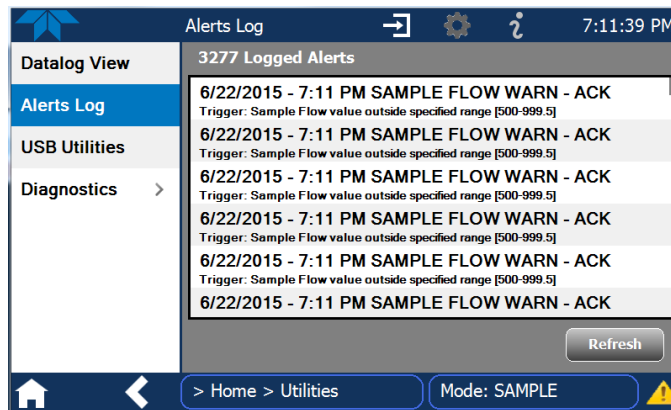 Alerts Log
7:11:39 PM
Datalog View
Alerts Log
USB Utilities
Diagnostics >
3277 Logged Alerts
6/22/2015 - 7:11 PM SAMPLE FLOW WARN - ACK
Trigger: Sample Flow value outside specified range [500-999.5]
6/22/2015 - 7:11 PM SAMPLE FLOW WARN - ACK
Trigger: Sample Flow value outside specified range [500-999.5]
6/22/2015 - 7:11 PM SAMPLE FLOW WARN - ACK
Trigger: Sample Flow value outside specified range [500-999.5]
6/22/2015 - 7:11 PM SAMPLE FLOW WARN - ACK
Trigger: Sample Flow value outside specified range [500-999.5]
6/22/2015 - 7:11 PM SAMPLE FLOW WARN - ACK
Trigger: Sample Flow value outside specified range [500-999.5]
6/22/2015 - 7:11 PM SAMPLE FLOW WARN - ACK
Refresh
> Home > Utilities
Mode: SAMPLE